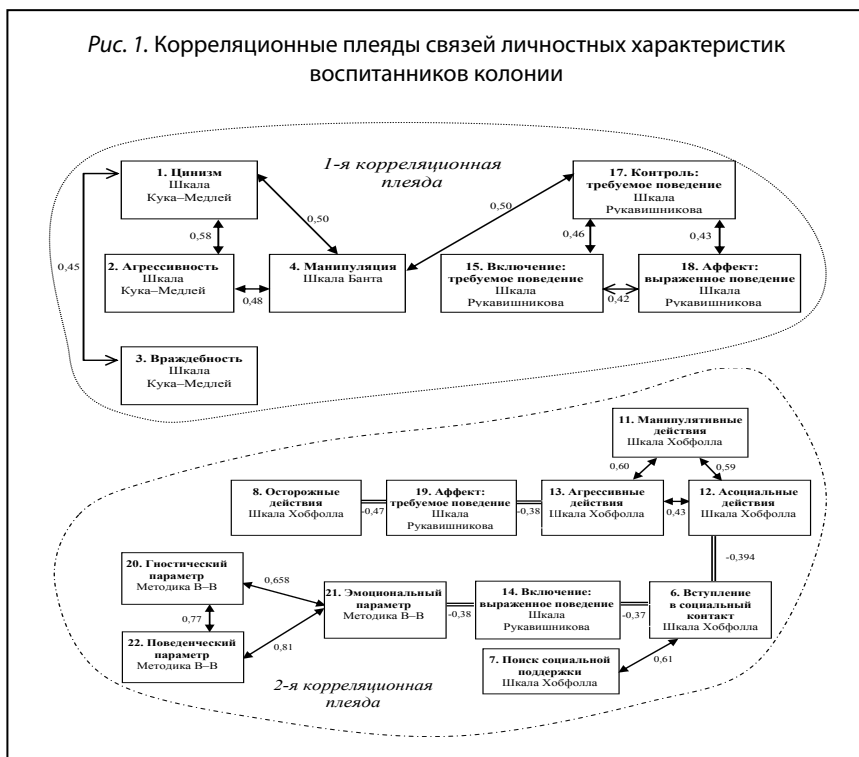 Рис. 1. Корреляционные плеяды связей личностных характеристик
воспитанников колонии
1-я корреляционная
плеяда
1. Цинизм
Шкала
Кука–Медлей
17. Контроль:
требуемое поведение
Шкала
Рукавишникова
0,50
0,50
0,58
0,46
0,43
0,45
2. Агрессивность
Шкала
Кука–Медлей
0,48
4. Манипуляция
Шкала Банта
15. Включение:
требуемое поведение
Шкала
Рукавишникова
0,42
18. Аффект:
выраженное поведение
Шкала
Рукавишникова
3. Враждебность
Шкала
Кука–Медлей
11. Манипулятивные
действия
Шкала Хобфолла
0,60
0,59
8. Осторожные
действия
Шкала Хобфолла
-0,47
19. Аффект:
требуемое поведение
Шкала
Рукавишникова
-0,38
13. Агрессивные
действия
Шкала Хобфолла
0,43
12. Асоциальные
действия
Шкала Хобфолла
-0,394
20. Гностический
параметр
Методика В–В
0,658
21. Эмоциональный
параметр
Методика В–В
-0,38
14. Включение:
выраженное поведение
Шкала
Рукавишникова
-0,37
6. Вступление
в социальный
контакт
Шкала Хобфолла
0,77
22. Поведенческий
параметр
Методика В–В
0,81
7. Поиск социальной
поддержки
Шкала Хобфолла
0,61
2-я корреляционная
плеяда